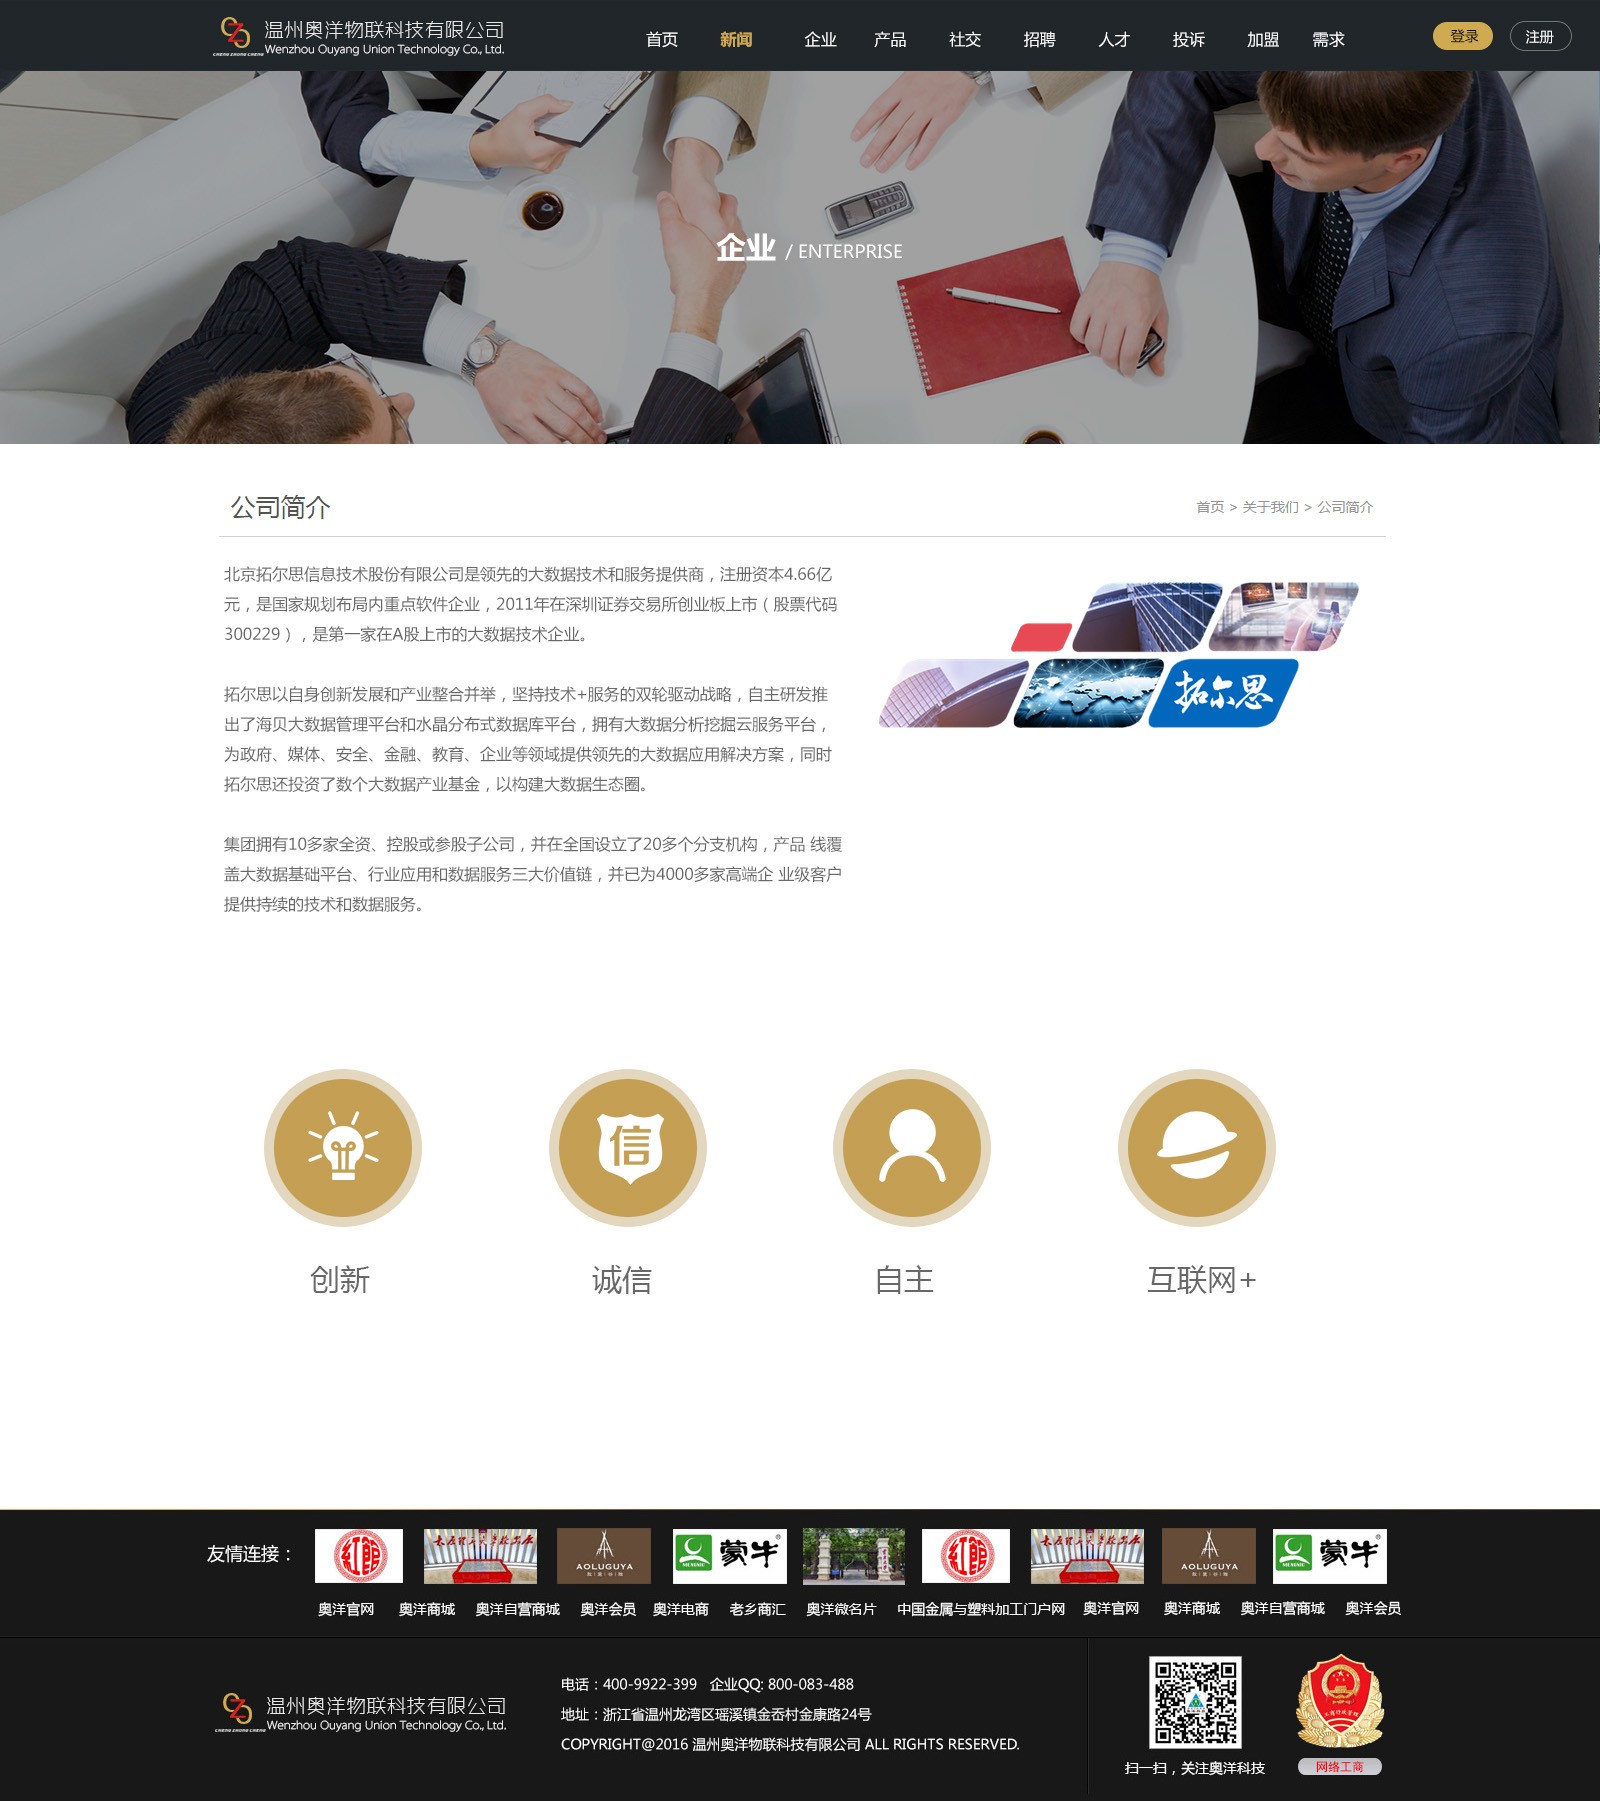 温州奥洋物联科技有限公司
Wenzhou Ouyang Union Technology Co., Ltd.
CHENG ZHONG CHENG
首页 新闻 企业 产品 社交 招聘 人才 投诉 加盟 需求
登录 注册
企业 / ENTERPRISE
公司简介
首页 > 关于我们 > 公司简介
北京拓尔思信息技术股份有限公司是领先的大数据技术和服务提供商，注册资本4.66亿
元，是国家规划布局内重点软件企业，2011年在深圳证券交易所创业板上市（股票代码
300229），是第一家在A股上市的大数据技术企业。
拓尔思以自身创新发展和产业整合并举，坚持技术+服务的双轮驱动战略，自主研发推
出了海贝大数据管理平台和水晶分布式数据库平台，拥有大数据分析挖掘云服务平台，
为政府、媒体、安全、金融、教育、企业等领域提供领先的大数据应用解决方案，同时
拓尔思还投资了数个大数据产业基金，以构建大数据生态圈。
集团拥有10多家全资、控股或参股子公司，并在全国设立了20多个分支机构，产品 线覆
盖大数据基础平台、行业应用和数据服务三大价值链，并已为4000多家高端企 业级客户
提供持续的技术和数据服务。
拓尔思
信
创新 诚信 自主 互联网+
友情连接：
AOLUGUYA
MENGNIU
蒙牛
AOLUGUYA
MENGNIU
蒙牛
奥洋官网 奥洋商城 奥洋自营商城 奥洋会员 奥洋电商 老乡商汇 奥洋微名片 中国金属与塑料加工门户网 奥洋官网 奥洋商城 奥洋自营商城 奥洋会员
温州奥洋物联科技有限公司
Wenzhou Ouyang Union Technology Co., Ltd.
CHENG ZHONG CHENG
电话：400-9922-399 企业QQ: 800-083-488
地址：浙江省温州龙湾区瑶溪镇金岙村金康路24号
COPYRIGHT@2016 温州奥洋物联科技有限公司 ALL RIGHTS RESERVED.
扫一扫，关注奥洋科技
工商行政管理
网络工商